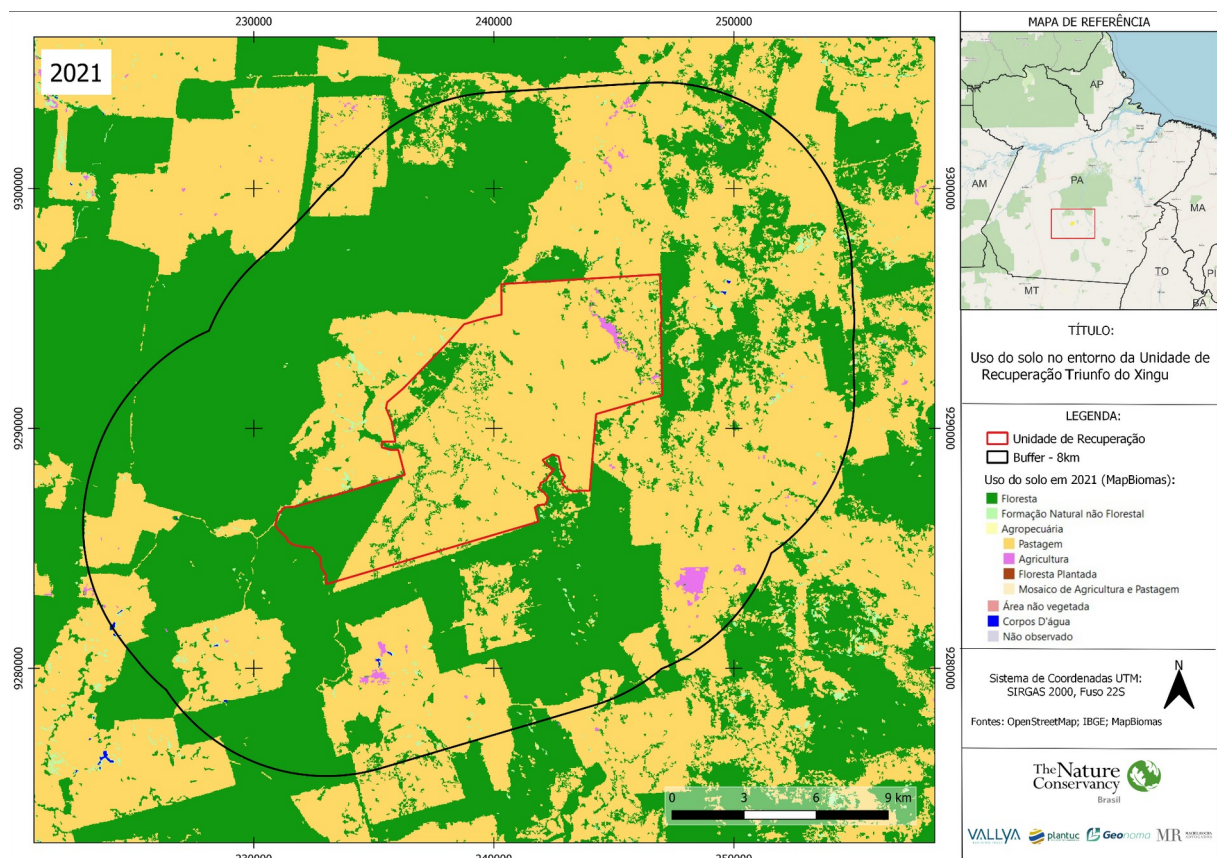 230000
240000
250000
2021
9300000
9290000
9280000
9300000
9290000
9280000
0 3 6 9 km
230000
240000
250000
MAPA DE REFERÊNCIA
RR
AP
AM
PA
MA
TO
PI
MT
BA
TÍTULO:
Uso do solo no entorno da Unidade de
Recuperação Triunfo do Xingu
LEGENDA:
Unidade de Recuperação
Buffer - 8km
Uso do solo em 2021 (MapBiomas):
Floresta
Formação Natural não Florestal
Agropecuária
Pastagem
Agricultura
Floresta Plantada
Mosaico de Agricultura e Pastagem
Área não vegetada
Corpos D'água
Não observado
N
Sistema de Coordenadas UTM:
SIRGAS 2000, Fuso 22S
Fontes: OpenStreetMap; IBGE; MapBiomas
The Nature
Conservancy
Brasil
VALLYA
plantuc
Geonoma
MR